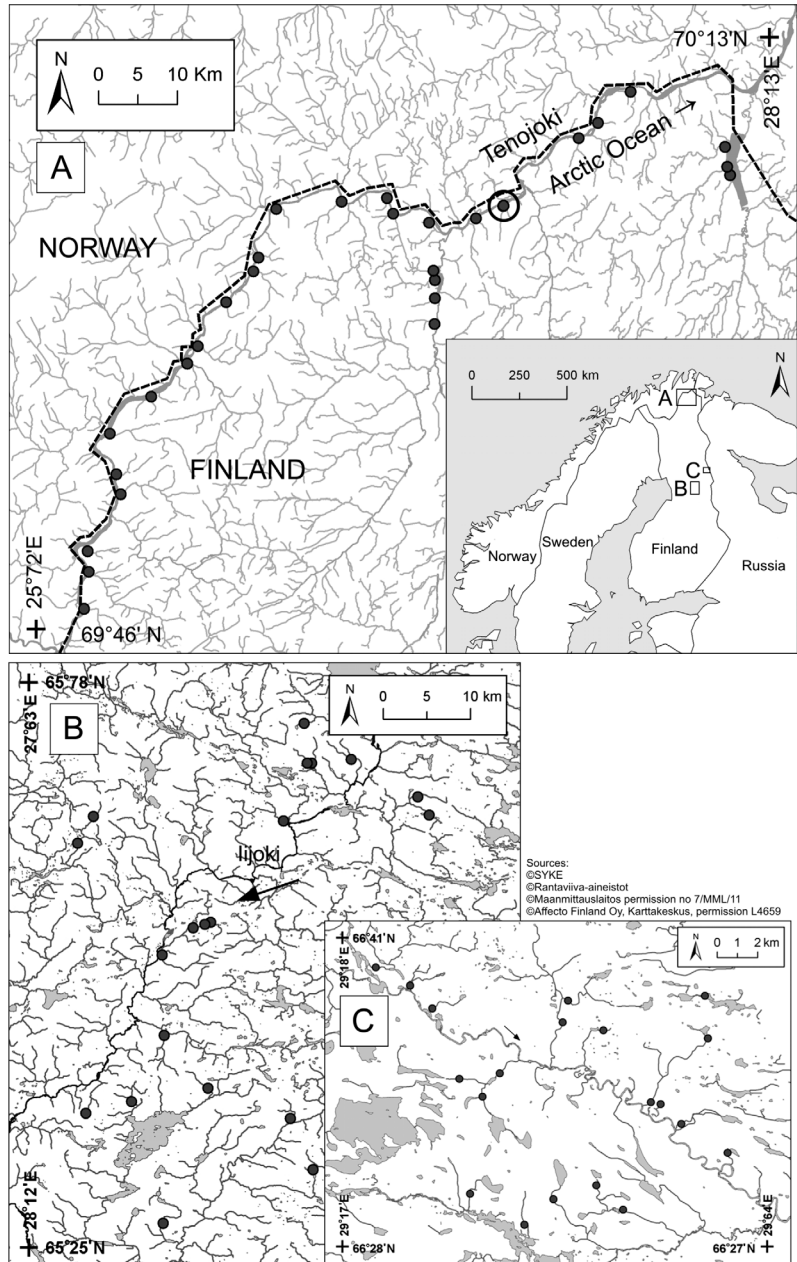 N
0 5 10 Km
A
70°13'N
28°13'E
Tenojoki
Arctic Ocean →
NORWAY
FINLAND
25°72'E
69°46' N
N
0 250 500 km
A
C
B
Norway
Sweden
Finland
Russia
65°78'N
27°63'E
B
N
0 5 10 km
Iijoki
28°12'E
65°25'N
Sources:
©SYKE
©Rantaviiva-aineistot
©Maanmittauslaitos permission no 7/MML/11
©Affecto Finland Oy, Karttakeskus, permission L4659
66°41'N
29°18'E
C
N
0 1 2 km
29°17'E
66°28'N
66°27'N
29°64'E